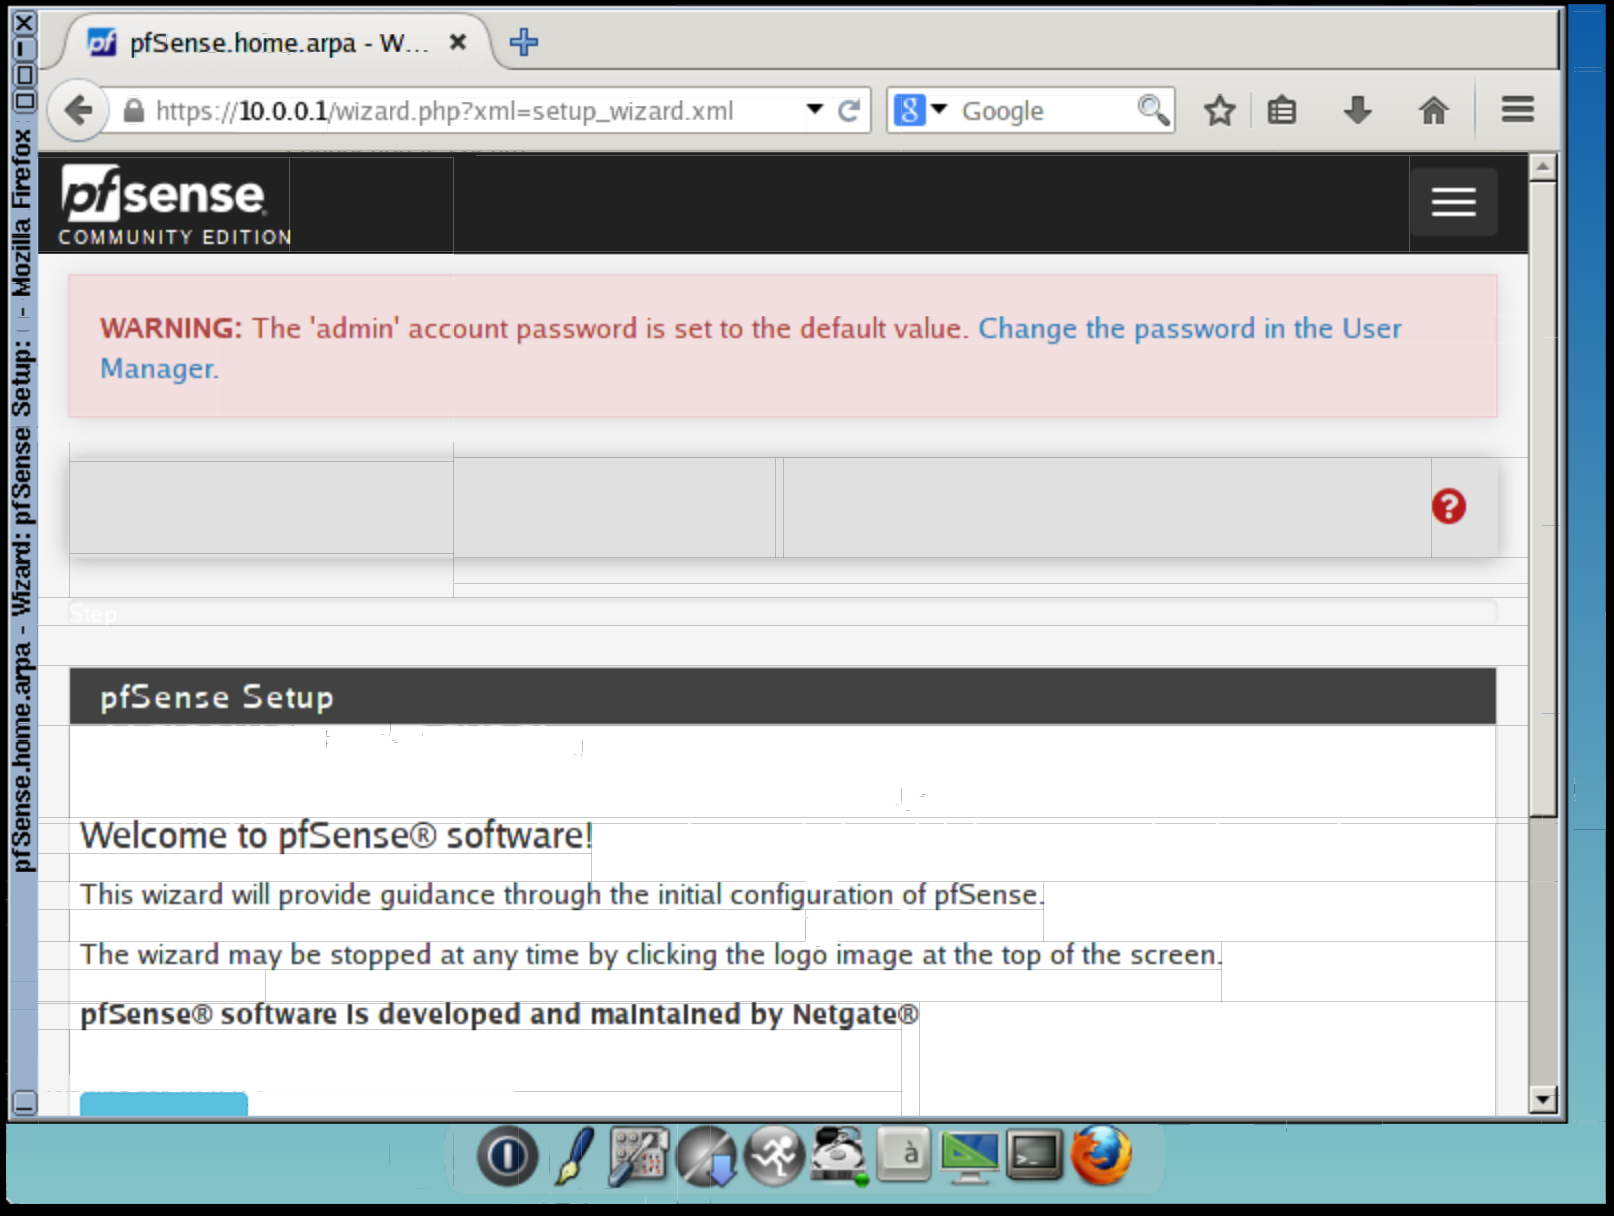 pfSense.home.arpa - W...
https://10.0.0.1/wizard.php?xml=setup_wizard.xml
Google
pfSense.home.arpa - Wizard: pfSense Setup: - Mozilla Firefox
pfsense
COMMUNITY EDITION
WARNING: The 'admin' account password is set to the default value. Change the password in the User
Manager.
Step
pfSense Setup
Welcome to pfSense® software!
This wizard will provide guidance through the initial configuration of pfSense.
The wizard may be stopped at any time by clicking the logo image at the top of the screen.
pfSense® software is developed and maintained by Netgate®